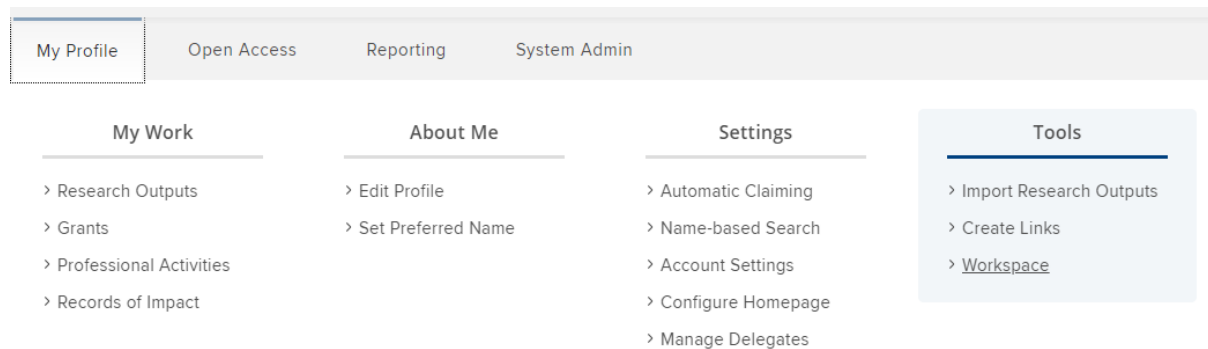 My Profile
Open Access
Reporting
System Admin
My Work
Research Outputs
Grants
Professional Activities
Records of Impact
About Me
Edit Profile
Set Preferred Name
Settings
Automatic Claiming
Name-based Search
Account Settings
Configure Homepage
Manage Delegates
Tools
Import Research Outputs
Create Links
Workspace